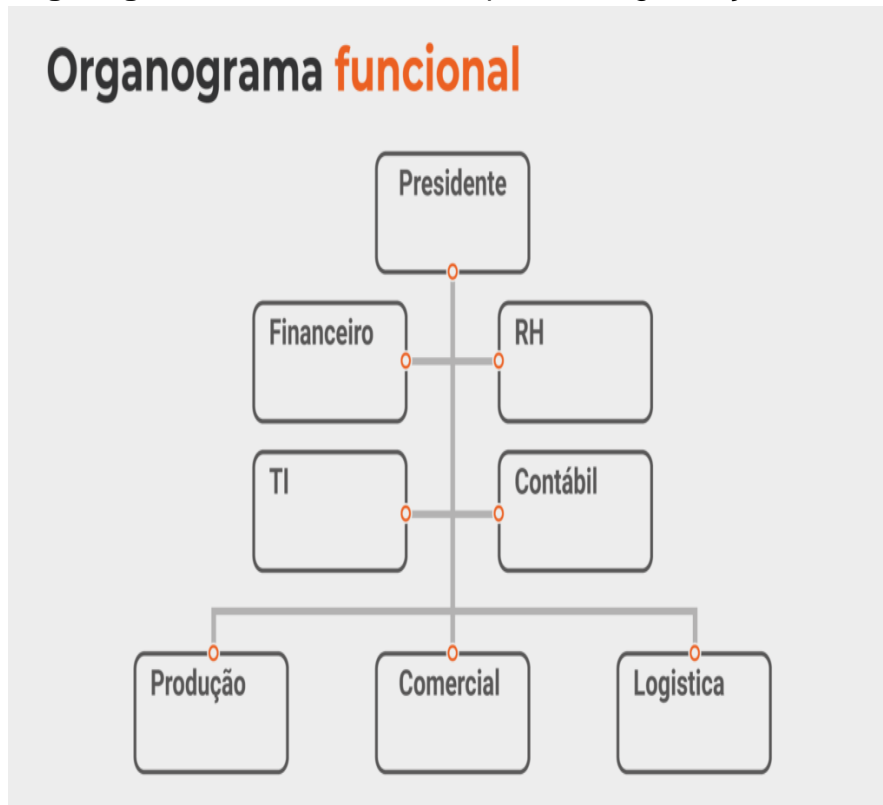 Organograma funcional
Presidente
Financeiro
RH
TI
Contábil
Produção
Comercial
Logistica